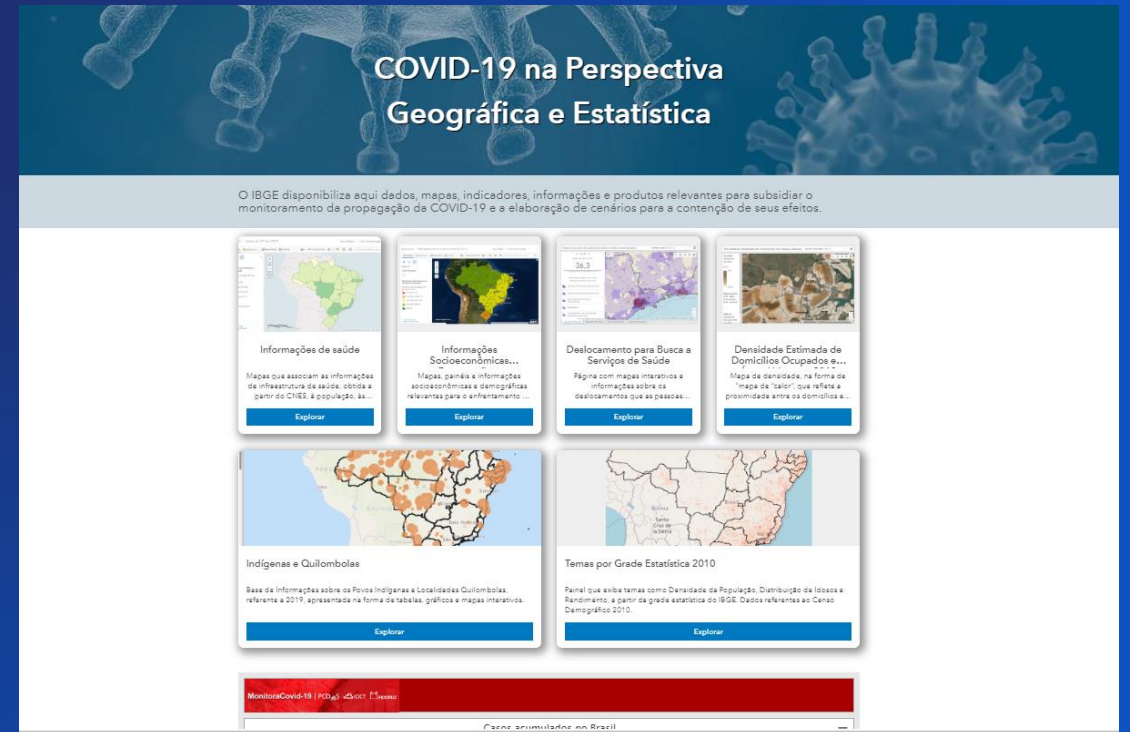 COVID-19 na Perspectiva
Geográfica e Estatística
O IBGE disponibiliza aqui dados, mapas, indicadores, informações e produtos relevantes para subsidiar o
monitoramento da propagação da COVID-19 e a elaboração de cenários para a contenção de seus efeitos.
36,3
Informações de saúde
Mapas que associam as informações
de infraestrutura de saúde, obtida a
partir do CNES, à população, às...
Explorar
Informações
Socioeconômicas...
Mapas, painéis e informações
socioeconômicas e demográficas
relevantes para o enfrentamento ...
Explorar
Deslocamento para Busca a
Serviços de Saúde
Página com mapas interativos e
informações sobre os
deslocamentos que as pessoas...
Explorar
Densidade Estimada de
Domicílios Ocupados e...
Mapa de densidade, na forma de
"mapa de "calor", que reflete a
proximidade entre os domicílios e...
Explorar
Indígenas e Quilombolas
Base de Informações sobre os Povos Indígenas e Localidades Quilombolas,
referente a 2019, apresentada na forma de tabelas, gráficos e mapas interativos.
Explorar
Santa
Cruz de
la Sierra
Temas por Grade Estatística 2010
Painel que exibe temas como Densidade da População, Distribuição de Idosos e
Rendimento, a partir da grade estatística do IBGE. Dados referentes ao Censo
Demográfico 2010.
Explorar
MonitoraCovid-19 | PCDaS ICICT FIOCRUZ
Casos acumulados no Brasil